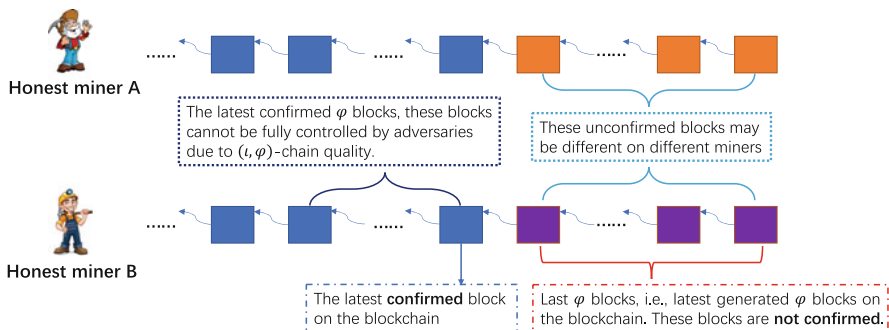 ......
......
......
Honest miner A
The latest confirmed φ blocks, these blocks
cannot be fully controlled by adversaries
due to (ι, φ)-chain quality.
These unconfirmed blocks may
be different on different miners
......
......
......
Honest miner B
The latest confirmed block
on the blockchain
Last φ blocks, i.e., latest generated φ blocks on
the blockchain. These blocks are not confirmed.